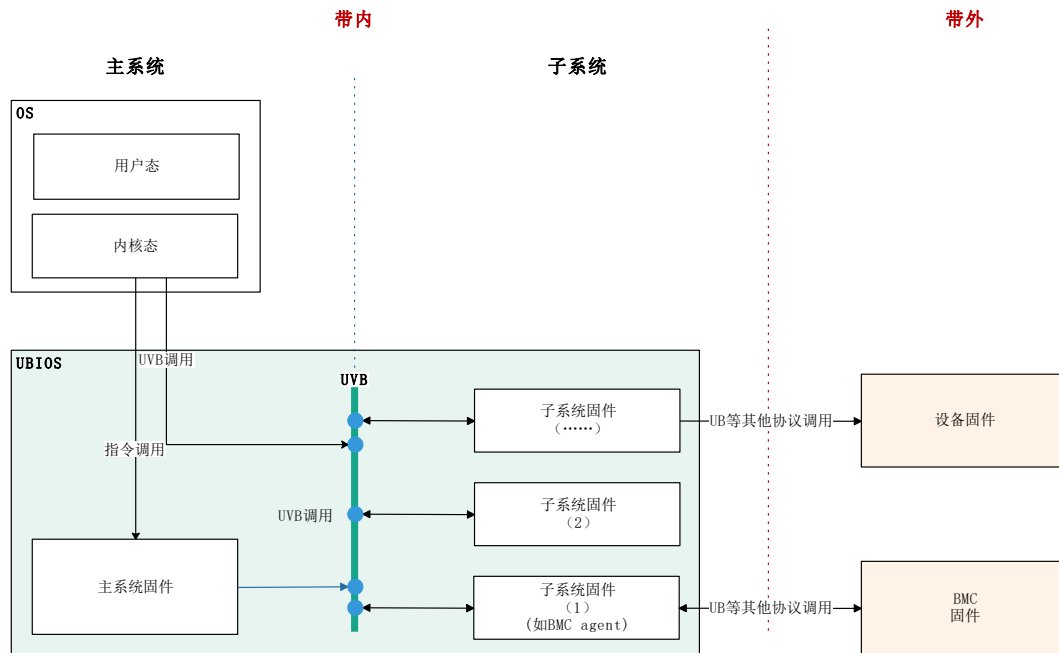 带内
带外
主系统
子系统
OS
用户态
内核态
UVB调用
UBIOS
UVB
指令调用
子系统固件
（……）
UB等其他协议调用
设备固件
UVB调用
子系统固件
（2）
主系统固件
子系统固件
（1）
(如BMC agent)
UB等其他协议调用
BMC
固件